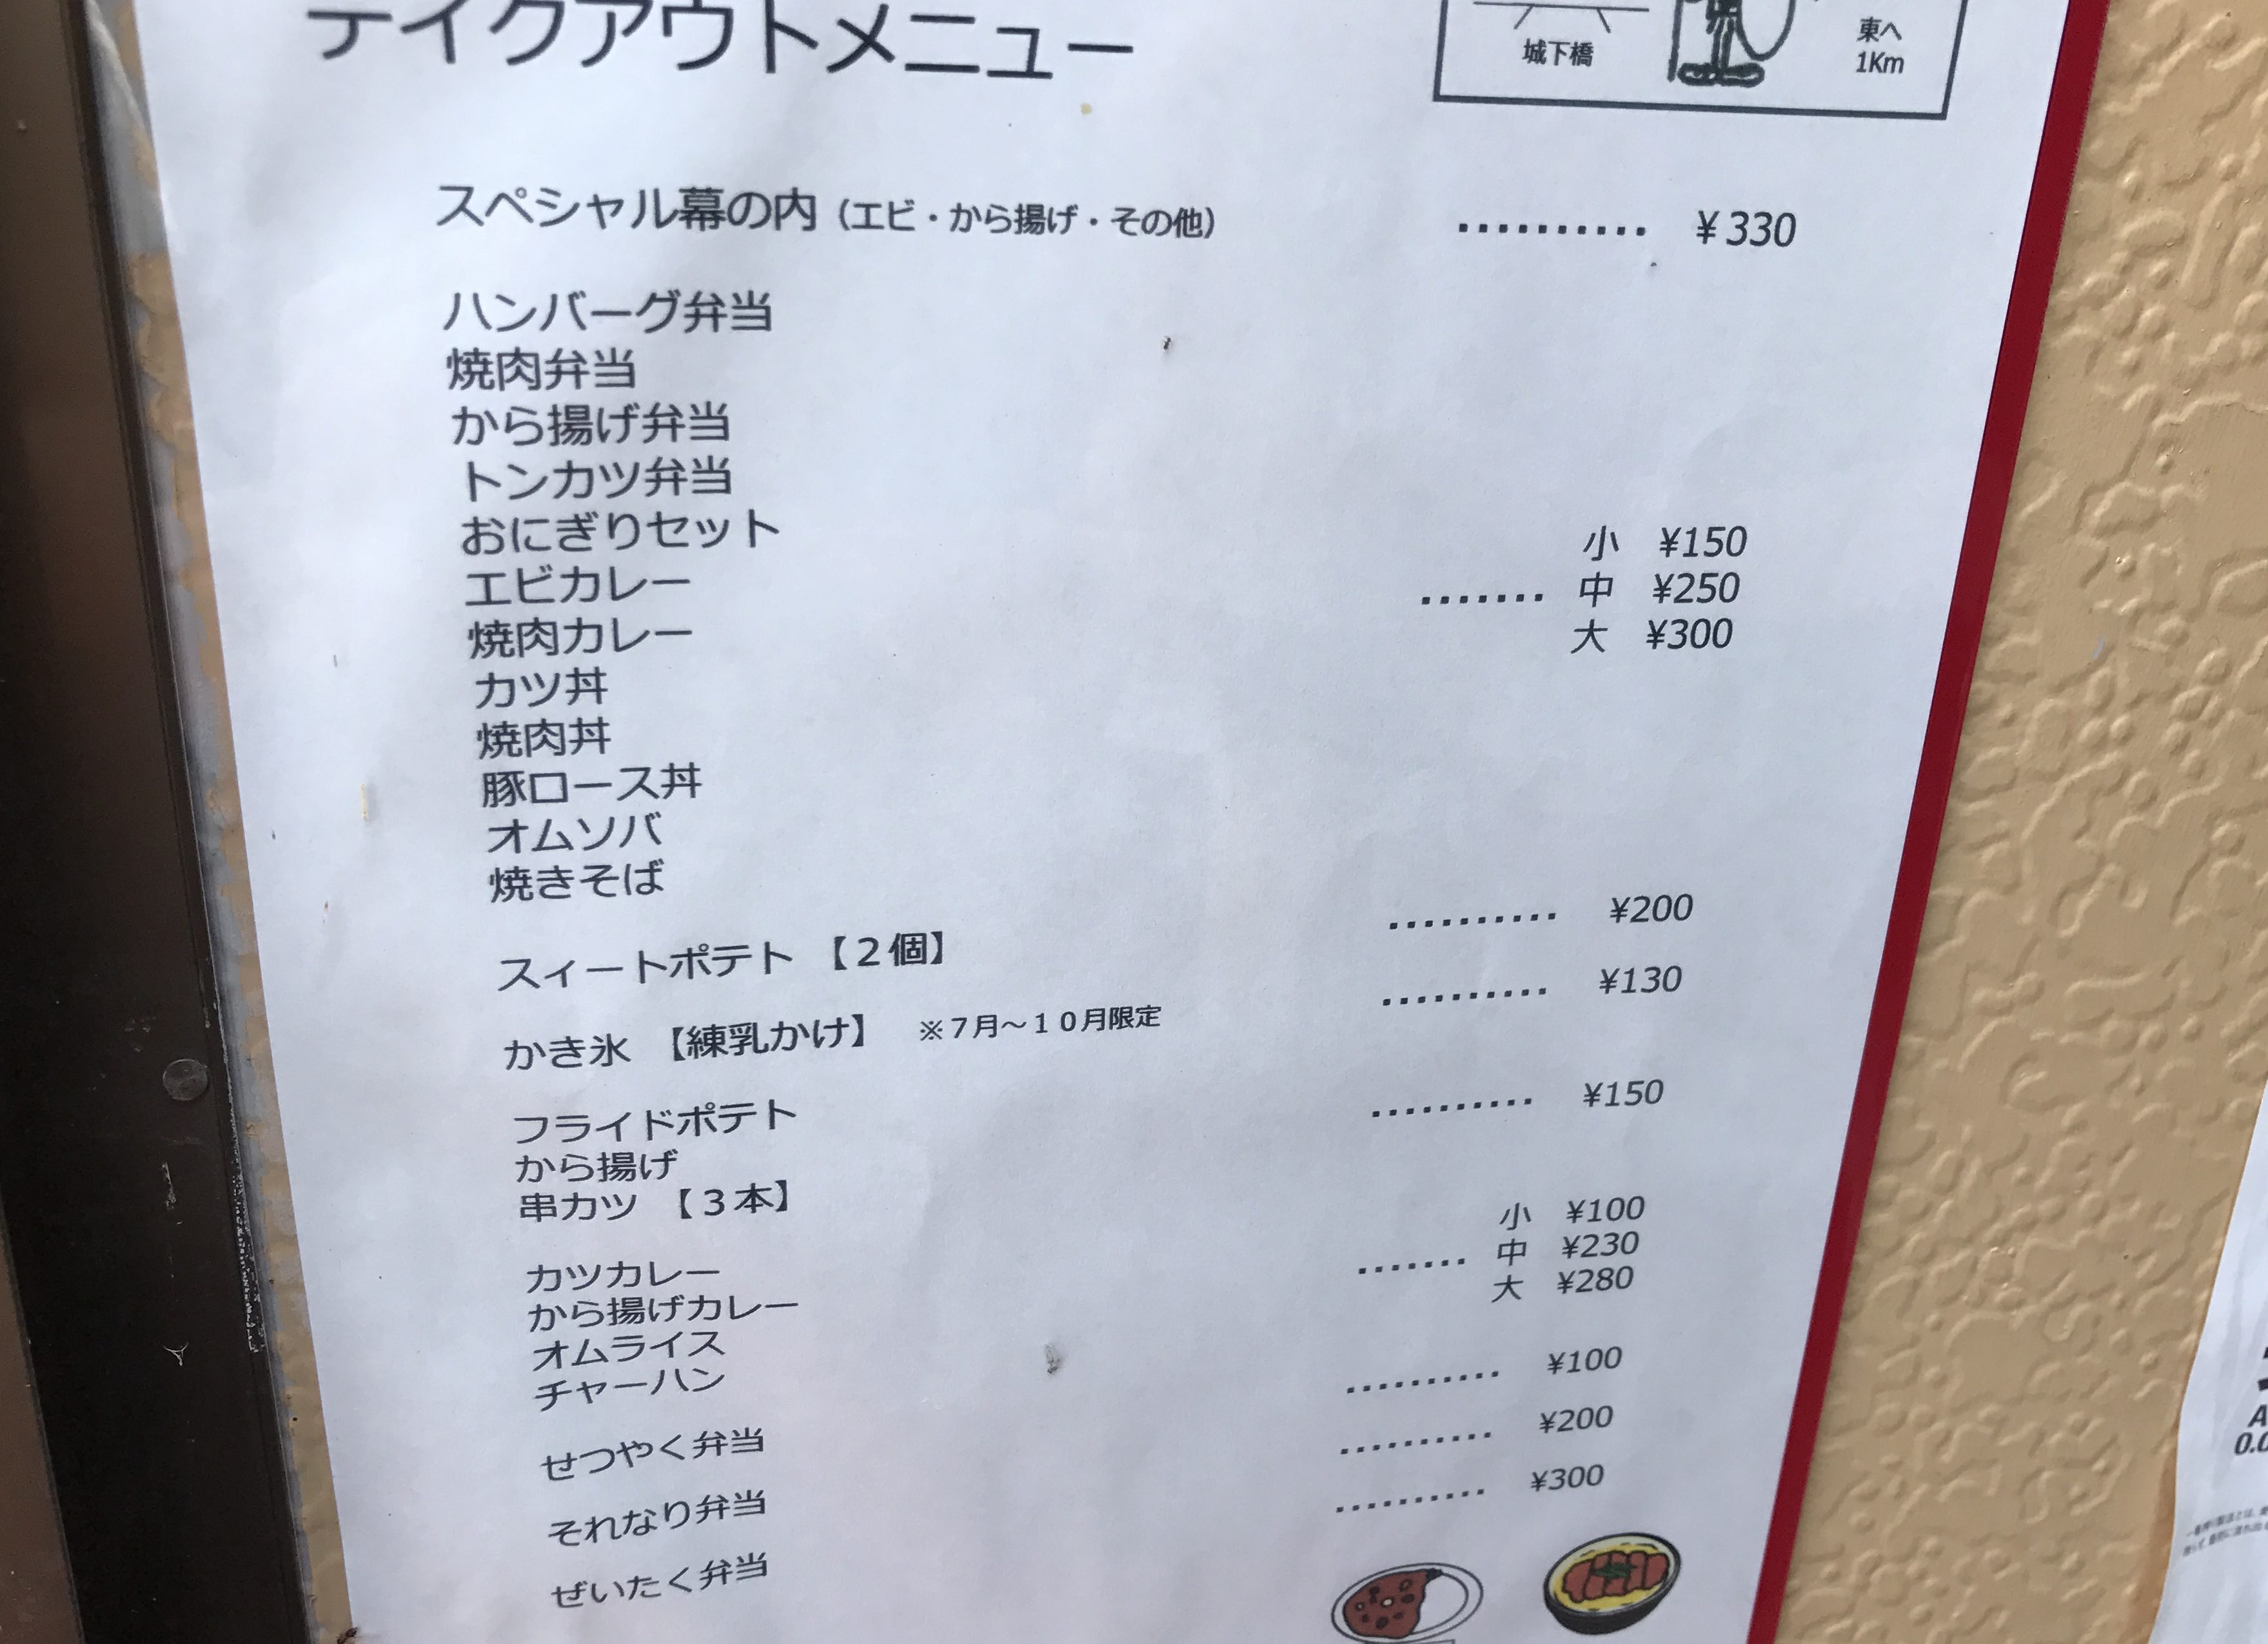 テイクアウトメニュー
城下橋
東へ
1Km
スペシャル幕の内（エビ・から揚げ・その他） ・・・・・・・・・・ ¥330
ハンバーグ弁当
焼肉弁当
から揚げ弁当
トンカツ弁当
おにぎりセット 小 ¥150
エビカレー ・・・・・・・ 中 ¥250
焼肉カレー 大 ¥300
カツ丼
焼肉丼
豚ロース丼
オムソバ
焼きそば
スィートポテト 【２個】 ・・・・・・・・・・ ¥200
かき氷 【練乳かけ】 ※７月～１０月限定 ・・・・・・・・・・ ¥130
フライドポテト
から揚げ ・・・・・・・・・・ ¥150
串カツ 【３本】
カツカレー 小 ¥100
から揚げカレー ・・・・・・・ 中 ¥230
オムライス 大 ¥280
チャーハン
せつやく弁当 ・・・・・・・・・・ ¥100
それなり弁当 ・・・・・・・・・・ ¥200
ぜいたく弁当 ・・・・・・・・・・ ¥300